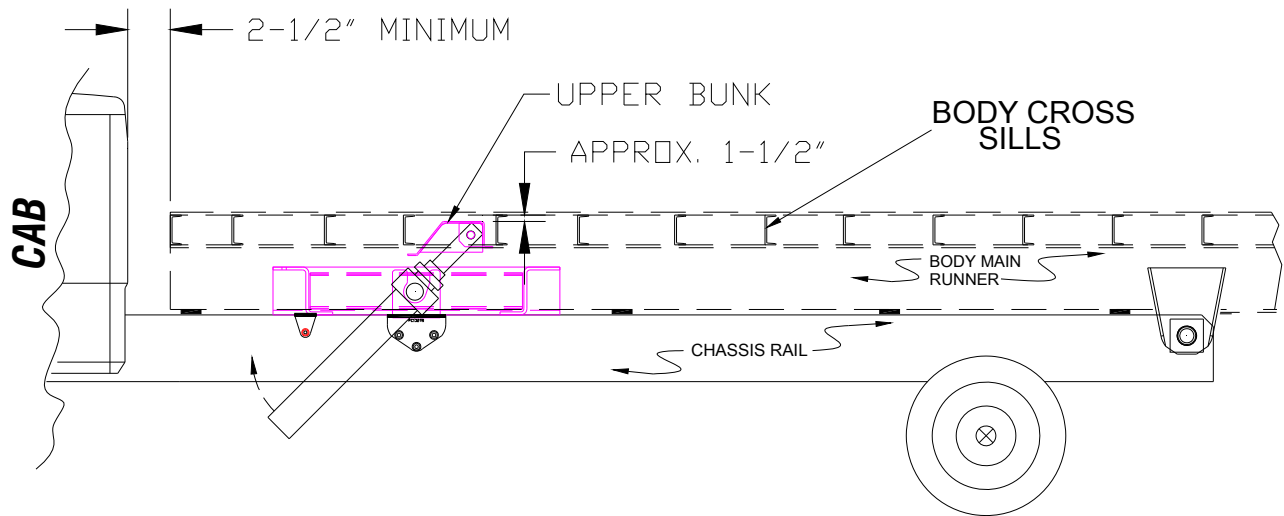 2-1/2" MINIMUM
UPPER BUNK
APPROX. 1-1/2"
BODY CROSS
SILLS
CAB
BODY MAIN
RUNNER
CHASSIS RAIL